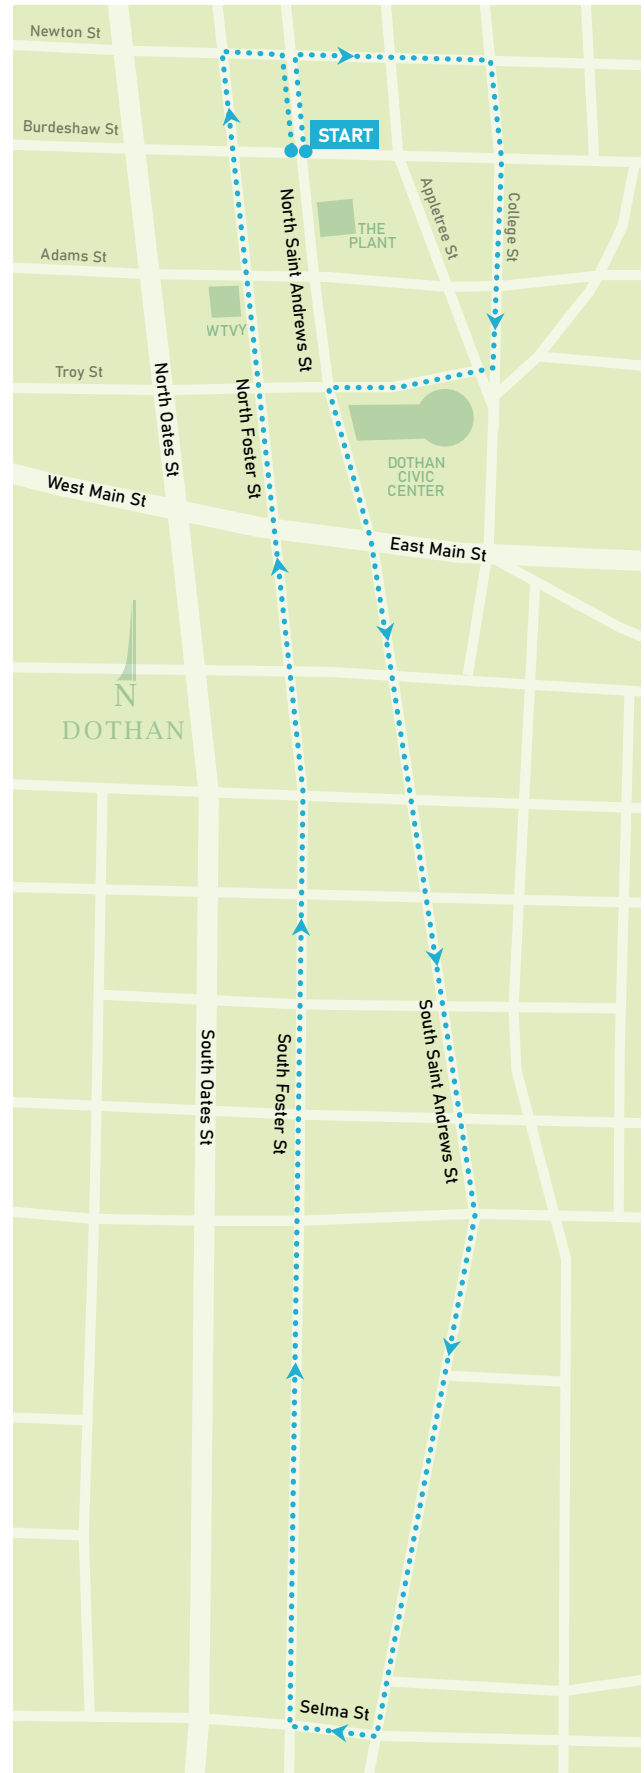 Newton St
Burdeshaw St
START
North Saint Andrews St
THE
PLANT
Appletree St
College St
Adams St
WTVY
Troy St
North Oates St
North Foster St
DOTHAN
CIVIC
CENTER
West Main St
East Main St
N
DOTHAN
South Oates St
South Foster St
South Saint Andrews St
Selma St